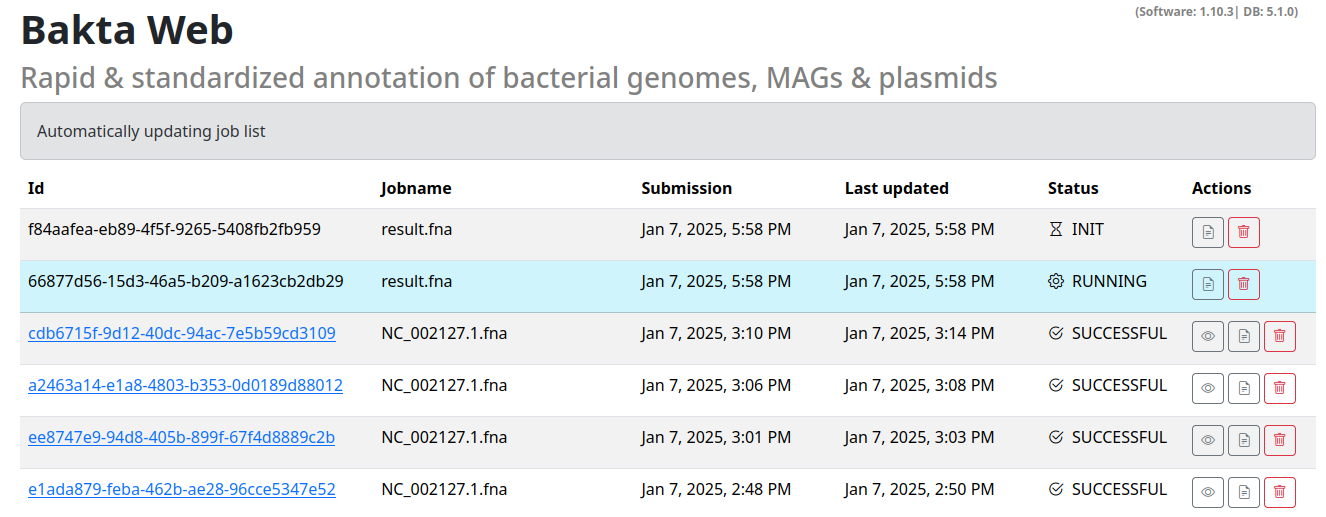 (Software: 1.10.3| DB: 5.1.0)
Bakta Web
Rapid & standardized annotation of bacterial genomes, MAGs & plasmids
Automatically updating job list
Id Jobname Submission Last updated Status Actions
f84aafea-eb89-4f5f-9265-5408fb2fb959 result.fna Jan 7, 2025, 5:58 PM Jan 7, 2025, 5:58 PM INIT
66877d56-15d3-46a5-b209-a1623cb2db29 result.fna Jan 7, 2025, 5:58 PM Jan 7, 2025, 5:58 PM RUNNING
cdb6715f-9d12-40dc-94ac-7e5b59cd3109 NC_002127.1.fna Jan 7, 2025, 3:10 PM Jan 7, 2025, 3:14 PM SUCCESSFUL
a2463a14-e1a8-4803-b353-0d0189d88012 NC_002127.1.fna Jan 7, 2025, 3:06 PM Jan 7, 2025, 3:08 PM SUCCESSFUL
ee8747e9-94d8-405b-899f-67f4d8889c2b NC_002127.1.fna Jan 7, 2025, 3:01 PM Jan 7, 2025, 3:03 PM SUCCESSFUL
e1ada879-feba-462b-ae28-96cce5347e52 NC_002127.1.fna Jan 7, 2025, 2:48 PM Jan 7, 2025, 2:50 PM SUCCESSFUL